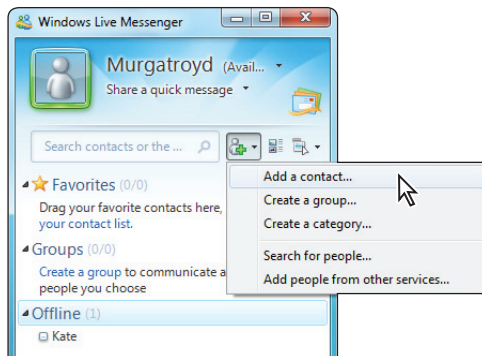 Windows Live Messenger
Murgatroyd (Avail...
Share a quick message
Search contacts or the ...
Add a contact...
Create a group...
Create a category...
Search for people...
Add people from other services...
Favorites (0/0)
Drag your favorite contacts here,
your contact list.
Groups (0/0)
Create a group to communicate a
people you choose
Offline (1)
Kate